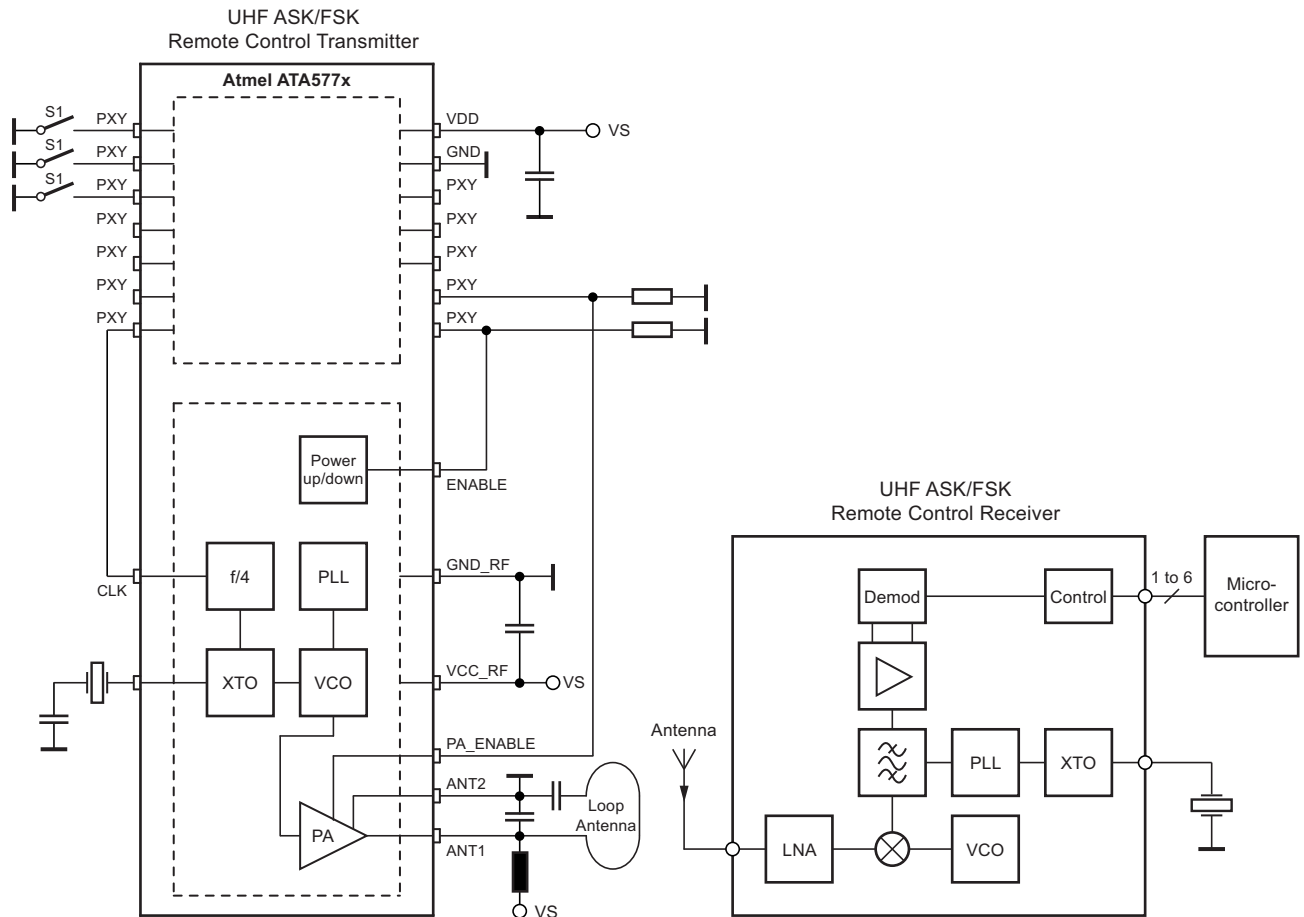 UHF ASK/FSK
Remote Control Transmitter
Atmel ATA577x
S1
PXY
S1
PXY
S1
PXY
PXY
PXY
PXY
PXY
VDD
VS
GND
PXY
PXY
PXY
PXY
PXY
Power
up/down
ENABLE
CLK
f/4
PLL
GND_RF
XTO
VCO
VCC_RF
VS
PA_ENABLE
ANT2
Loop
Antenna
PA
ANT1
VS
UHF ASK/FSK
Remote Control Receiver
Demod
Control
1 to 6
Micro-
controller
Antenna
PLL
XTO
LNA
VCO